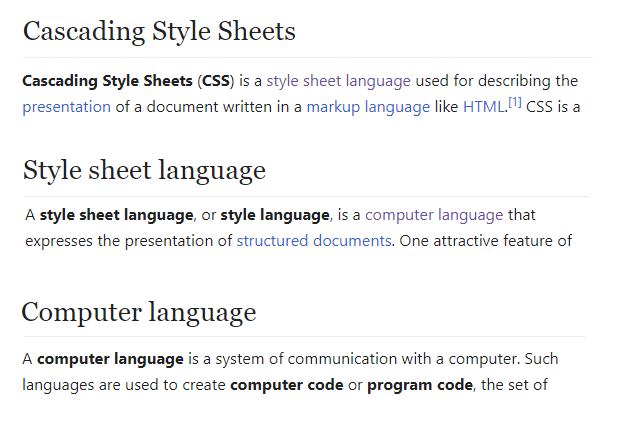 Cascading Style Sheets
Cascading Style Sheets (CSS) is a style sheet language used for describing the
presentation of a document written in a markup language like HTML.[1] CSS is a
Style sheet language
A style sheet language, or style language, is a computer language that
expresses the presentation of structured documents. One attractive feature of
Computer language
A computer language is a system of communication with a computer. Such
languages are used to create computer code or program code, the set of